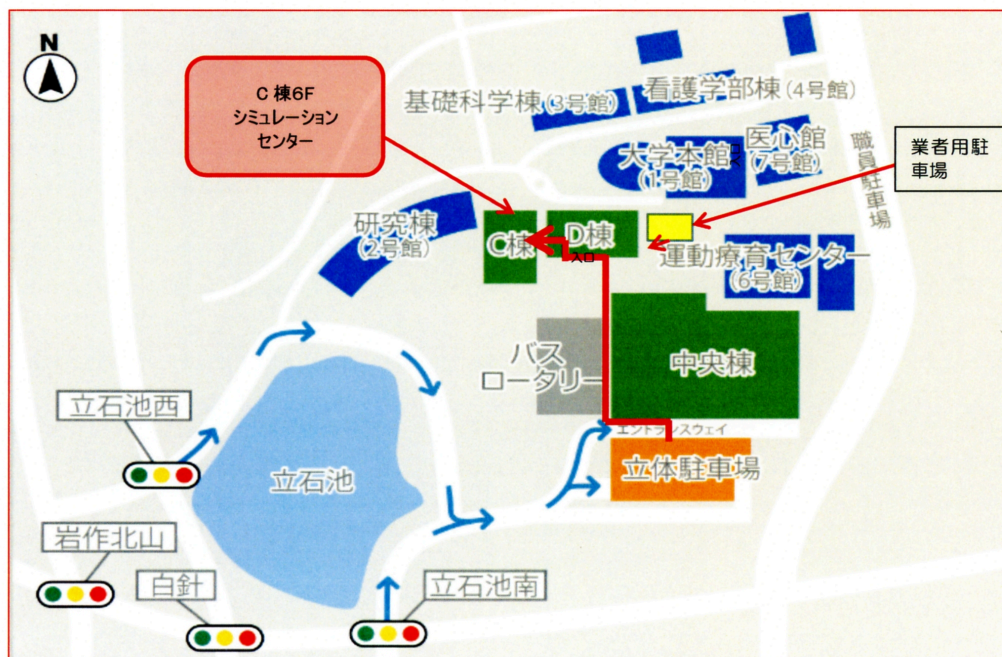 N
C棟6F
シミュレーション
センター
基礎科学棟(3号館)
看護学部棟(4号館)
大学本館
(1号館)
入口
医心館
(7号館)
業者用駐
車場
職員駐車場
研究棟
(2号館)
C棟
D棟
入口
運動療育センター
(6号館)
バス
ロータリー
中央棟
エントランスウェイ
立体駐車場
立石池西
立石池
岩作北山
白針
立石池南